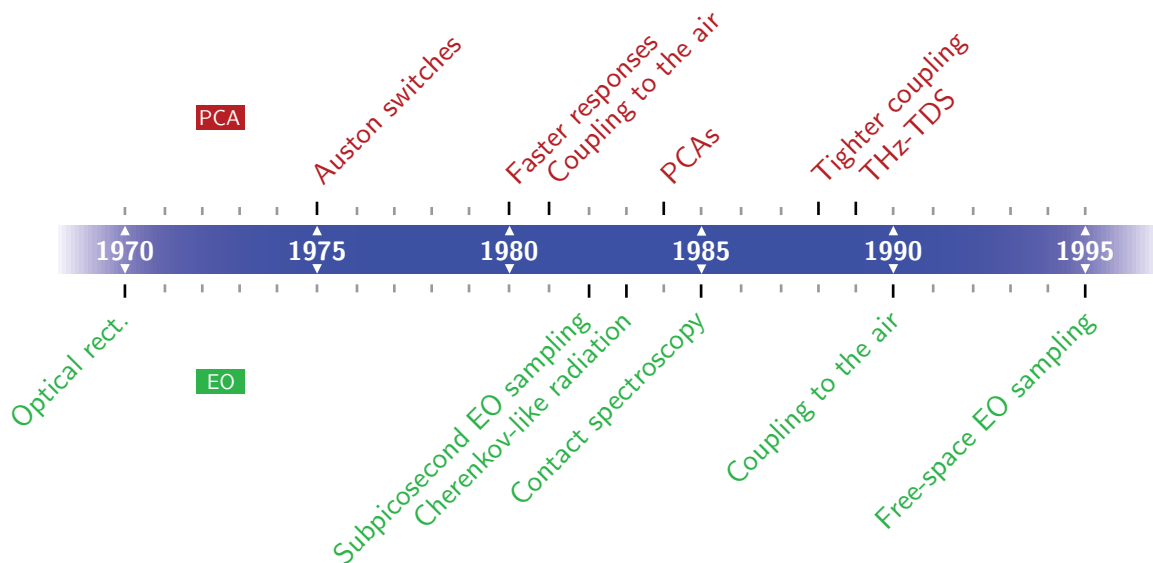 PCA
Auston switches
Faster responses
Coupling to the air
PCAs
Tighter coupling
THz-TDS
1970
1975
1980
1985
1990
1995
Optical rect.
EO
Subpicosecond EO sampling
Cherenkov-like radiation
Contact spectroscopy
Coupling to the air
Free-space EO sampling